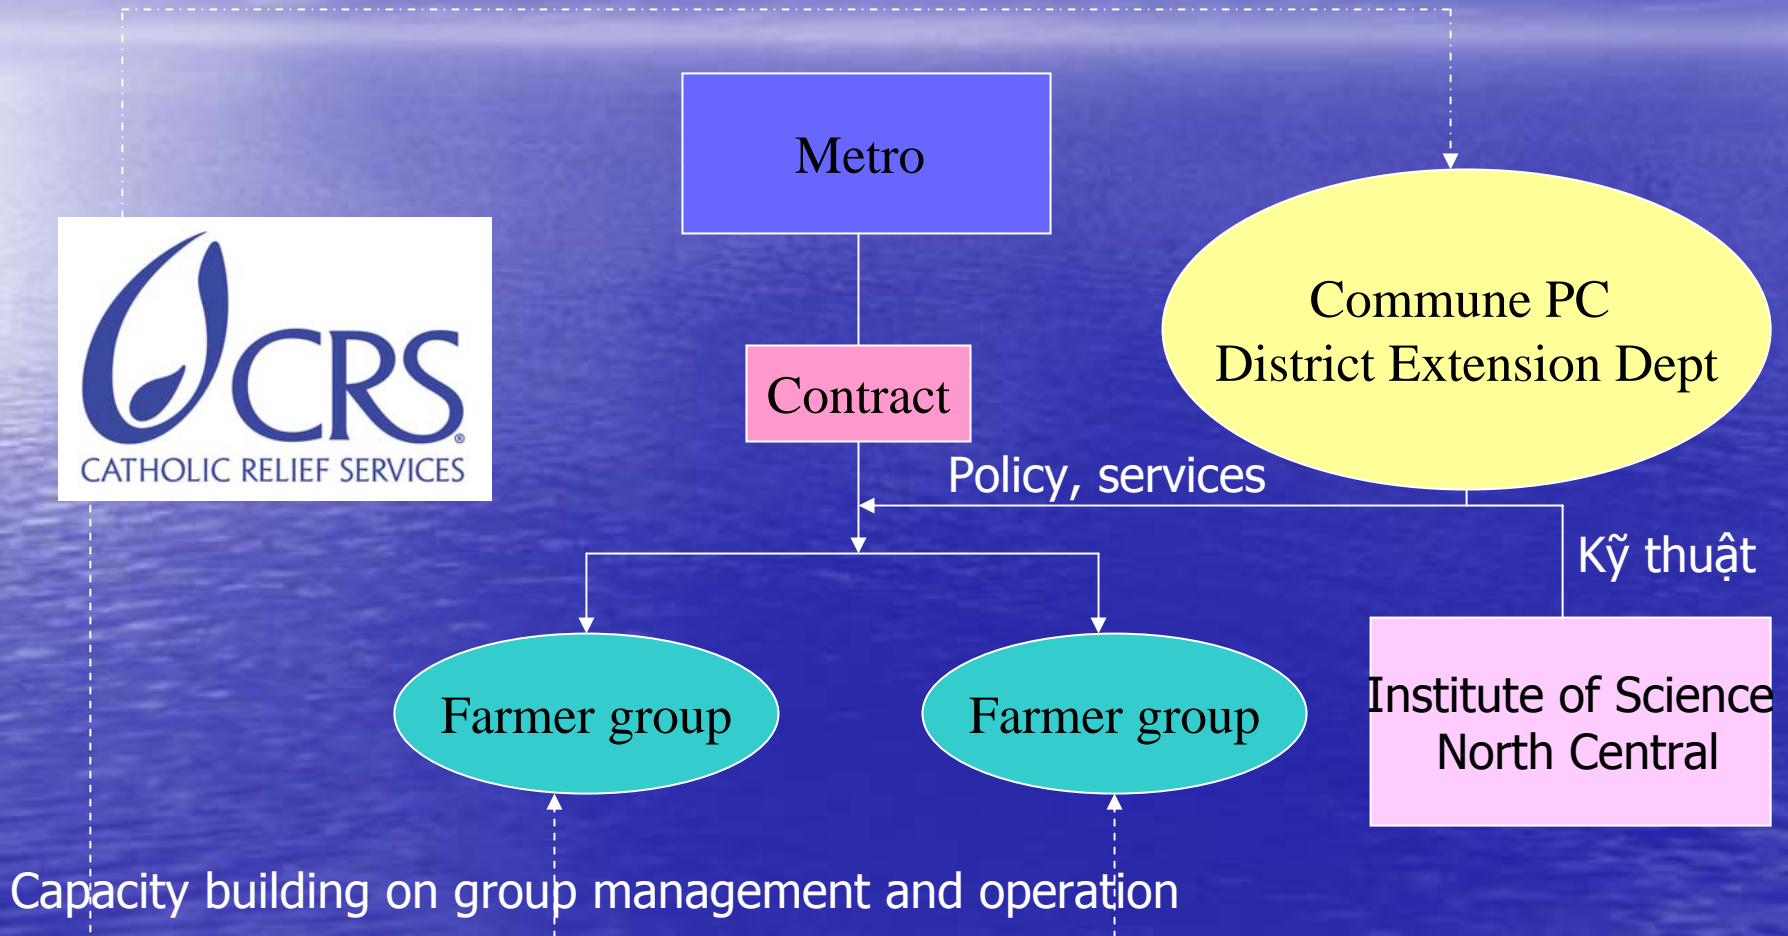 Metro
CRS®
CATHOLIC RELIEF SERVICES
Commune PC
District Extension Dept
Contract
Policy, services
Kỹ thuật
Farmer group
Farmer group
Institute of Science
North Central
Capacity building on group management and operation